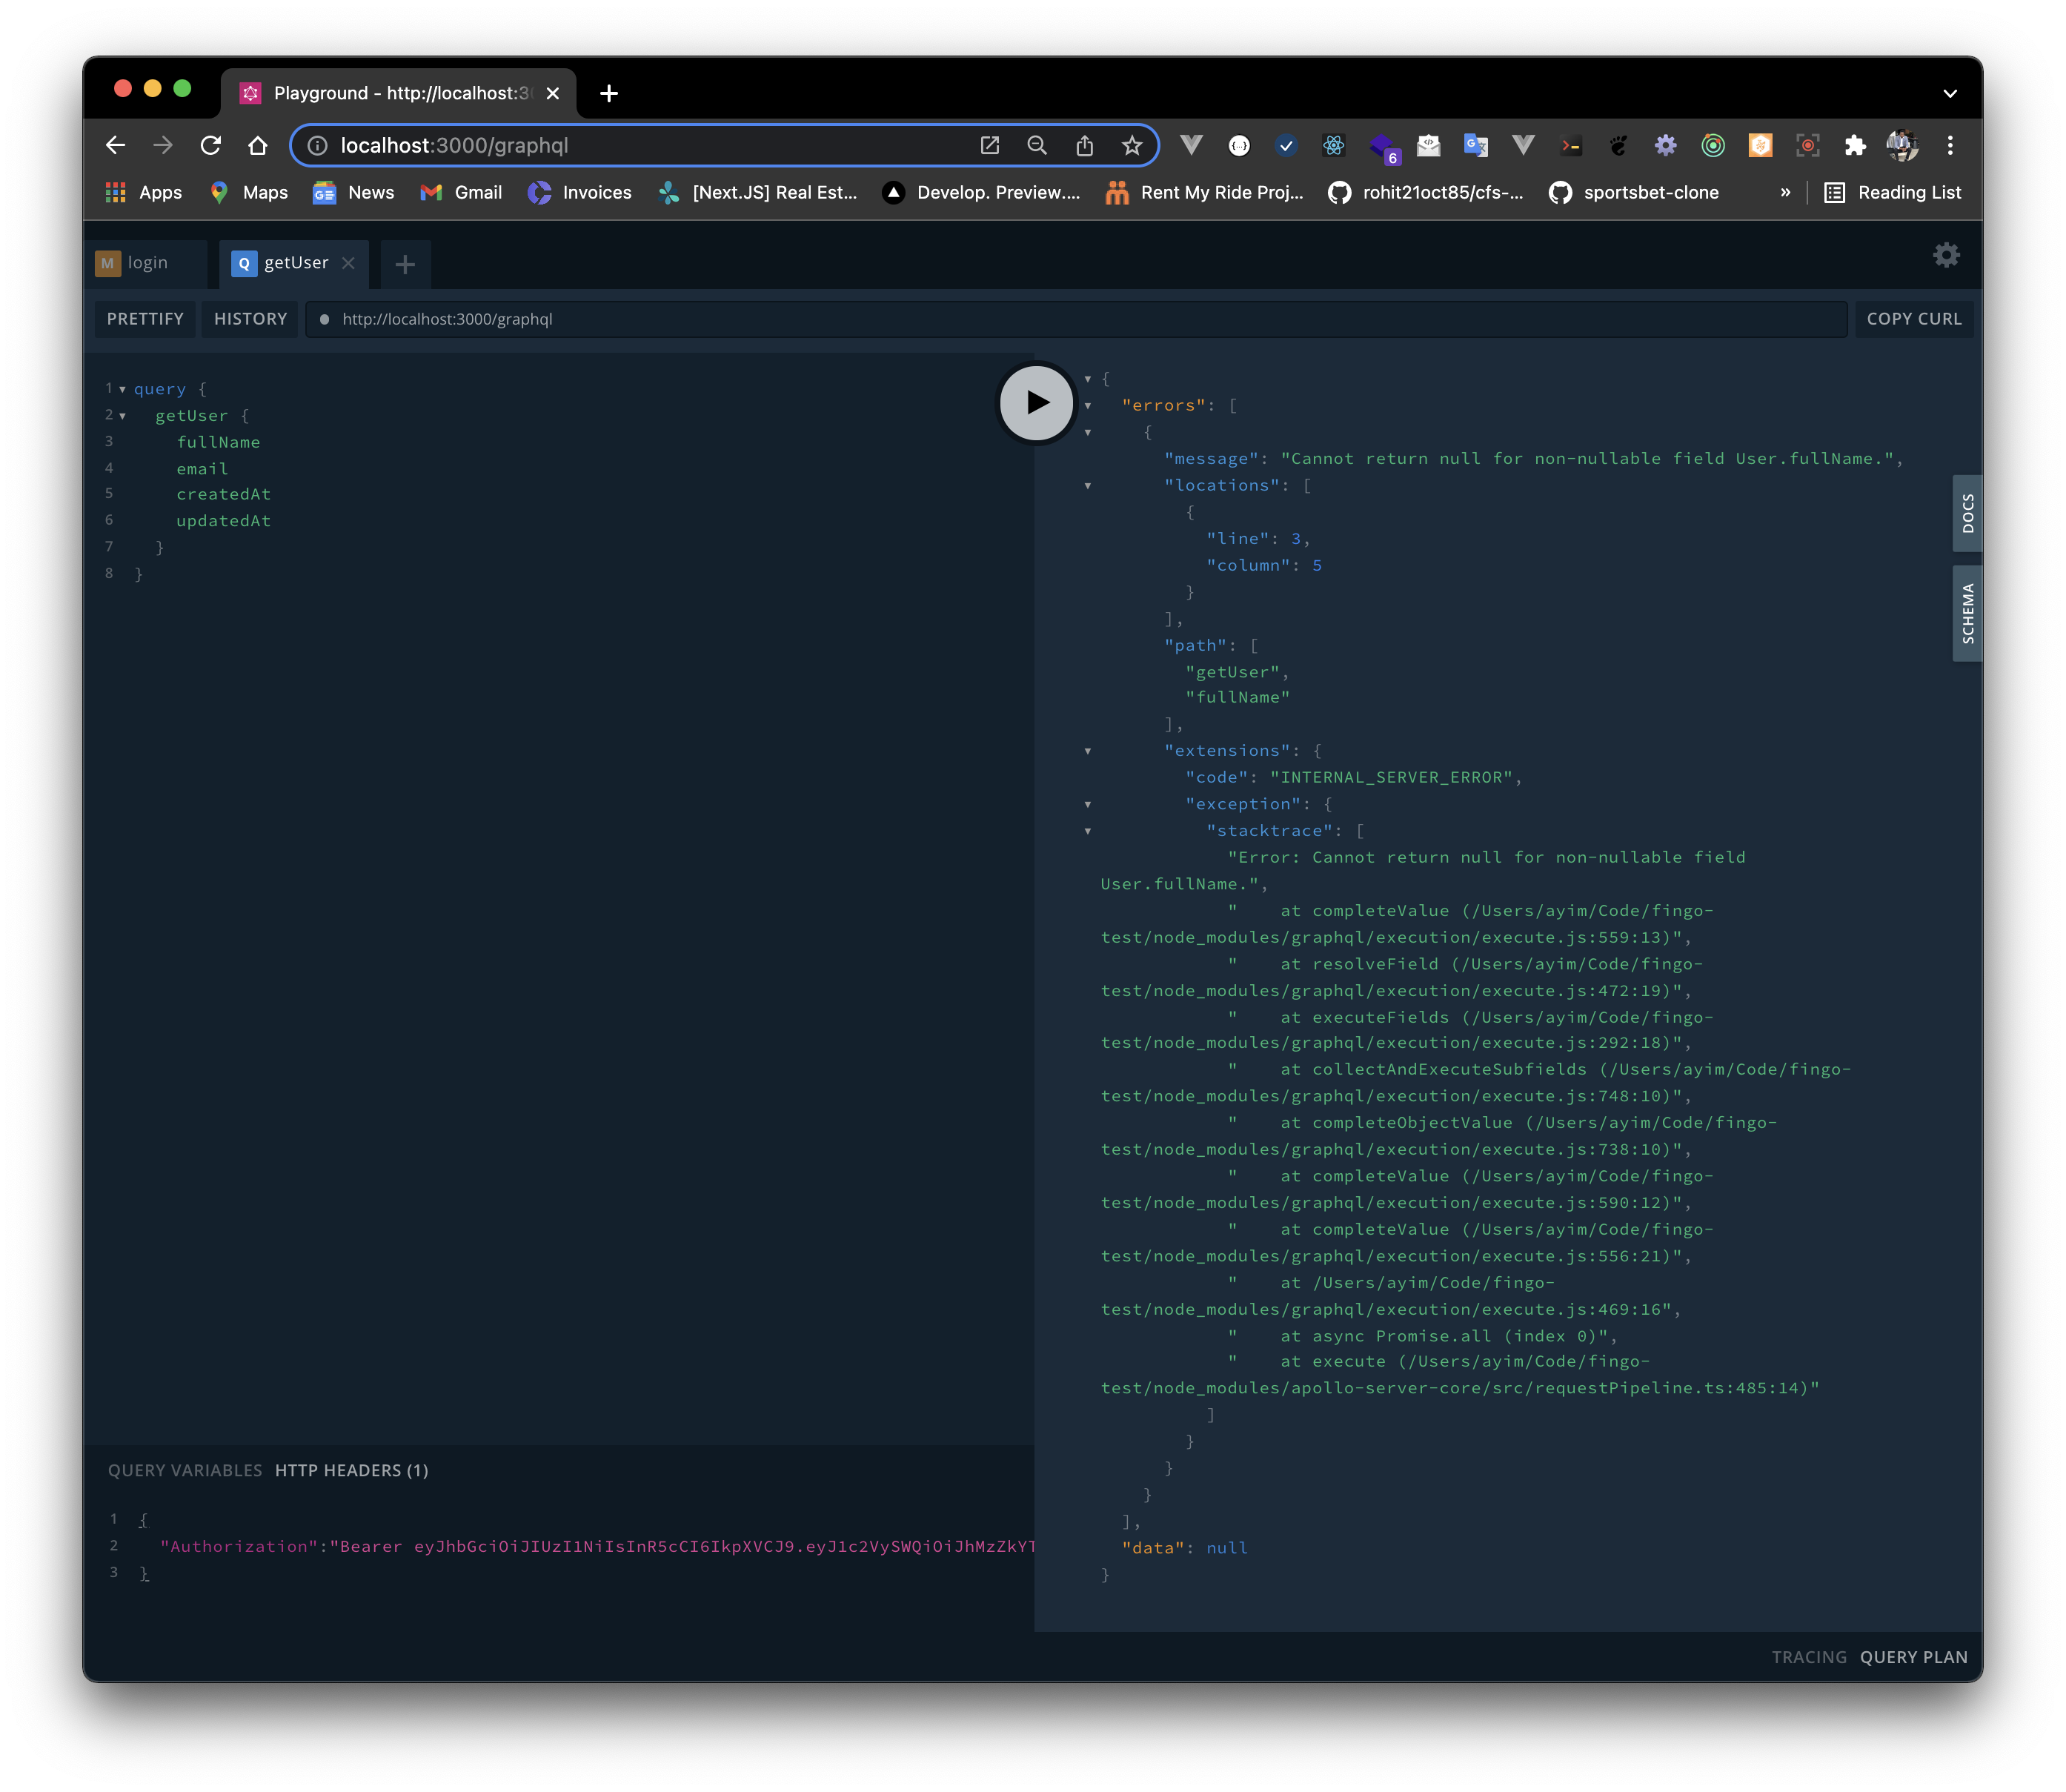 Playground - http://localhost:3
localhost:3000/graphql
6
Apps
Maps
News
Gmail
Invoices
[Next.JS] Real Est...
Develop. Preview....
Rent My Ride Proj...
rohit21oct85/cfs-...
sportsbet-clone
»
Reading List
M login
Q getUser
PRETTIFY
HISTORY
http://localhost:3000/graphql
COPY CURL
1 query {
2 getUser {
3 fullName
4 email
5 createdAt
6 updatedAt
7 }
8 }
QUERY VARIABLES HTTP HEADERS (1)
1 {
2 "Authorization":"Bearer eyJhbGciOiJIUzI1NiIsInR5cCI6IkpXVCJ9.eyJ1c2VySWQiOiJhMzZkYT
3 }
{
"errors": [
{
"message": "Cannot return null for non-nullable field User.fullName.",
"locations": [
{
"line": 3,
"column": 5
}
],
"path": [
"getUser",
"fullName"
],
"extensions": {
"code": "INTERNAL_SERVER_ERROR",
"exception": {
"stacktrace": [
"Error: Cannot return null for non-nullable field
User.fullName.",
" at completeValue (/Users/ayim/Code/fingo-
test/node_modules/graphql/execution/execute.js:559:13)",
" at resolveField (/Users/ayim/Code/fingo-
test/node_modules/graphql/execution/execute.js:472:19)",
" at executeFields (/Users/ayim/Code/fingo-
test/node_modules/graphql/execution/execute.js:292:18)",
" at collectAndExecuteSubfields (/Users/ayim/Code/fingo-
test/node_modules/graphql/execution/execute.js:748:10)",
" at completeObjectValue (/Users/ayim/Code/fingo-
test/node_modules/graphql/execution/execute.js:738:10)",
" at completeValue (/Users/ayim/Code/fingo-
test/node_modules/graphql/execution/execute.js:590:12)",
" at completeValue (/Users/ayim/Code/fingo-
test/node_modules/graphql/execution/execute.js:556:21)",
" at /Users/ayim/Code/fingo-
test/node_modules/graphql/execution/execute.js:469:16",
" at async Promise.all (index 0)",
" at execute (/Users/ayim/Code/fingo-
test/node_modules/apollo-server-core/src/requestPipeline.ts:485:14)"
]
}
}
}
],
"data": null
}
DOCS
SCHEMA
TRACING QUERY PLAN